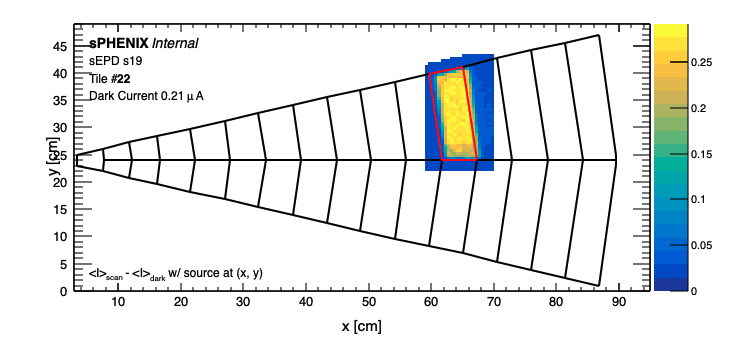 sPHENIX Internal
sEPD s19
Tile #22
Dark Current 0.21 μ A
<I>scan - <I>dark w/ source at (x, y)
y [cm]
45
40
35
30
25
20
15
10
5
0
10 20 30 40 50 60 70 80 90
x [cm]
0.25
0.2
0.15
0.1
0.05
0